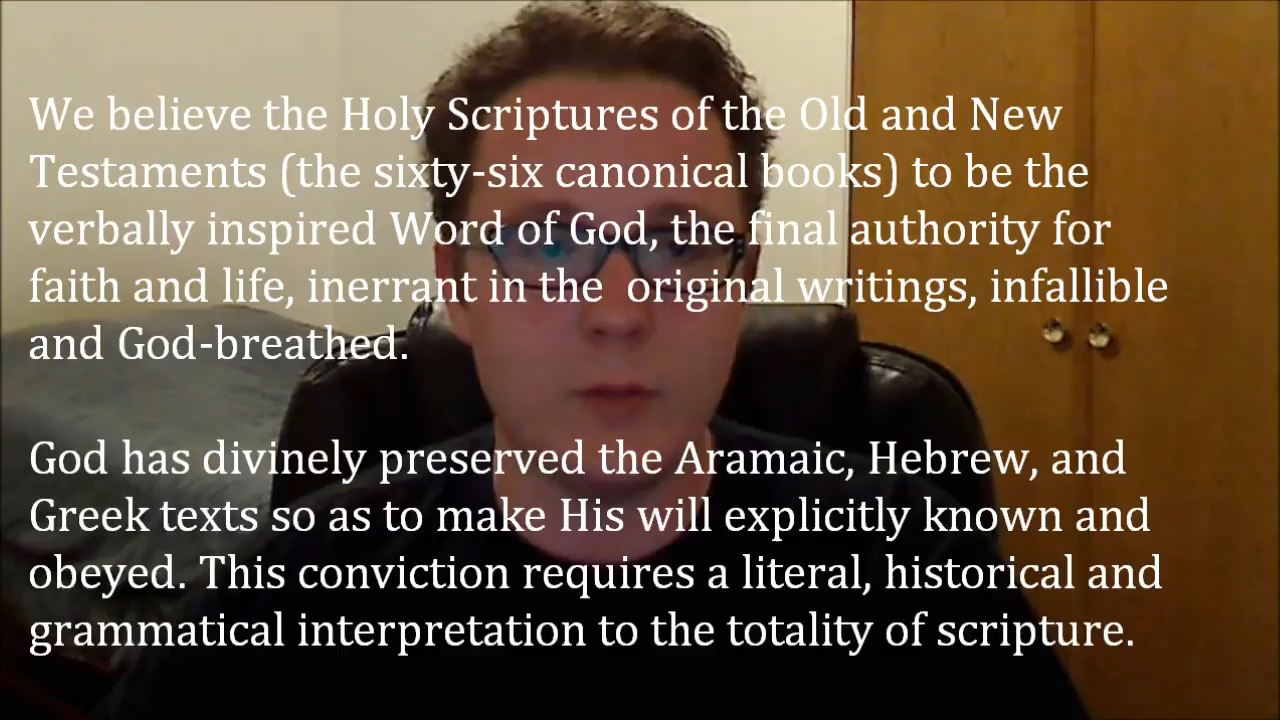 We believe the Holy Scriptures of the Old and New
Testaments (the sixty-six canonical books) to be the
verbally inspired Word of God, the final authority for
faith and life, inerrant in the  original writings, infallible
and God-breathed.
God has divinely preserved the Aramaic, Hebrew, and
Greek texts so as to make His will explicitly known and
obeyed. This conviction requires a literal, historical and
grammatical interpretation to the totality of scripture.